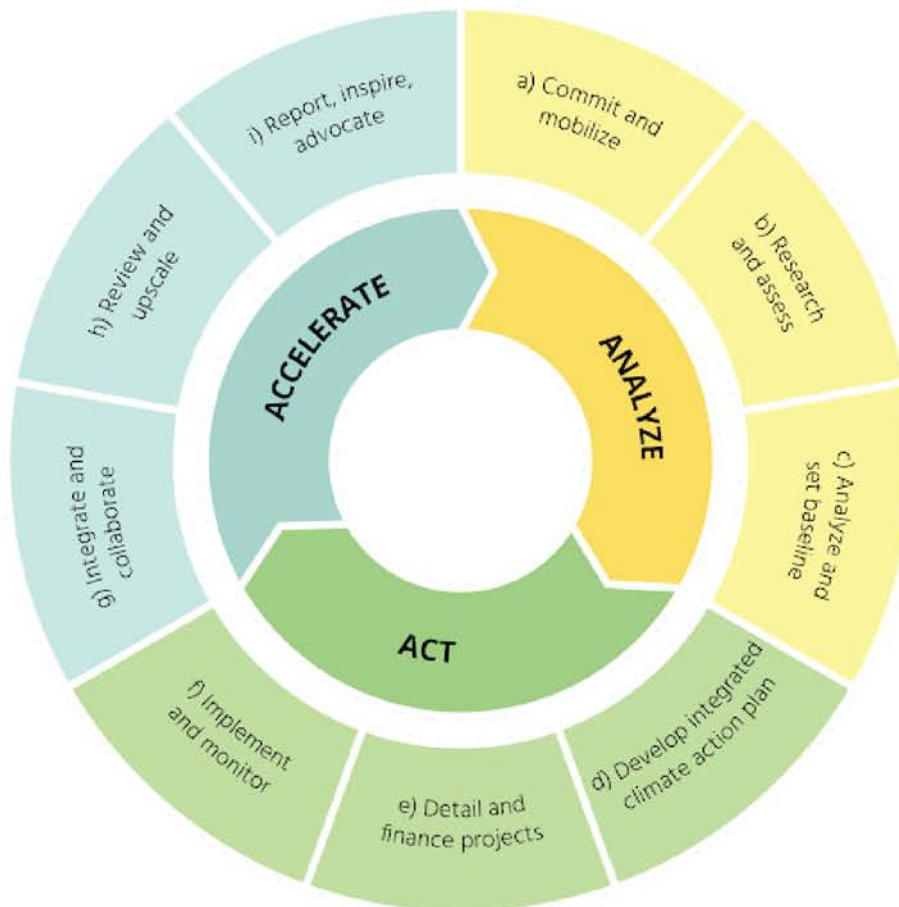 a) Commit and
mobilize
b) Research
and assess
c) Analyze and
set baseline
d) Develop integrated
climate action plan
e) Detail and
finance projects
f) Implement
and monitor
g) Integrate and
collaborate
h) Review and
upscale
i) Report, inspire,
advocate
ANALYZE
ACT
ACCELERATE